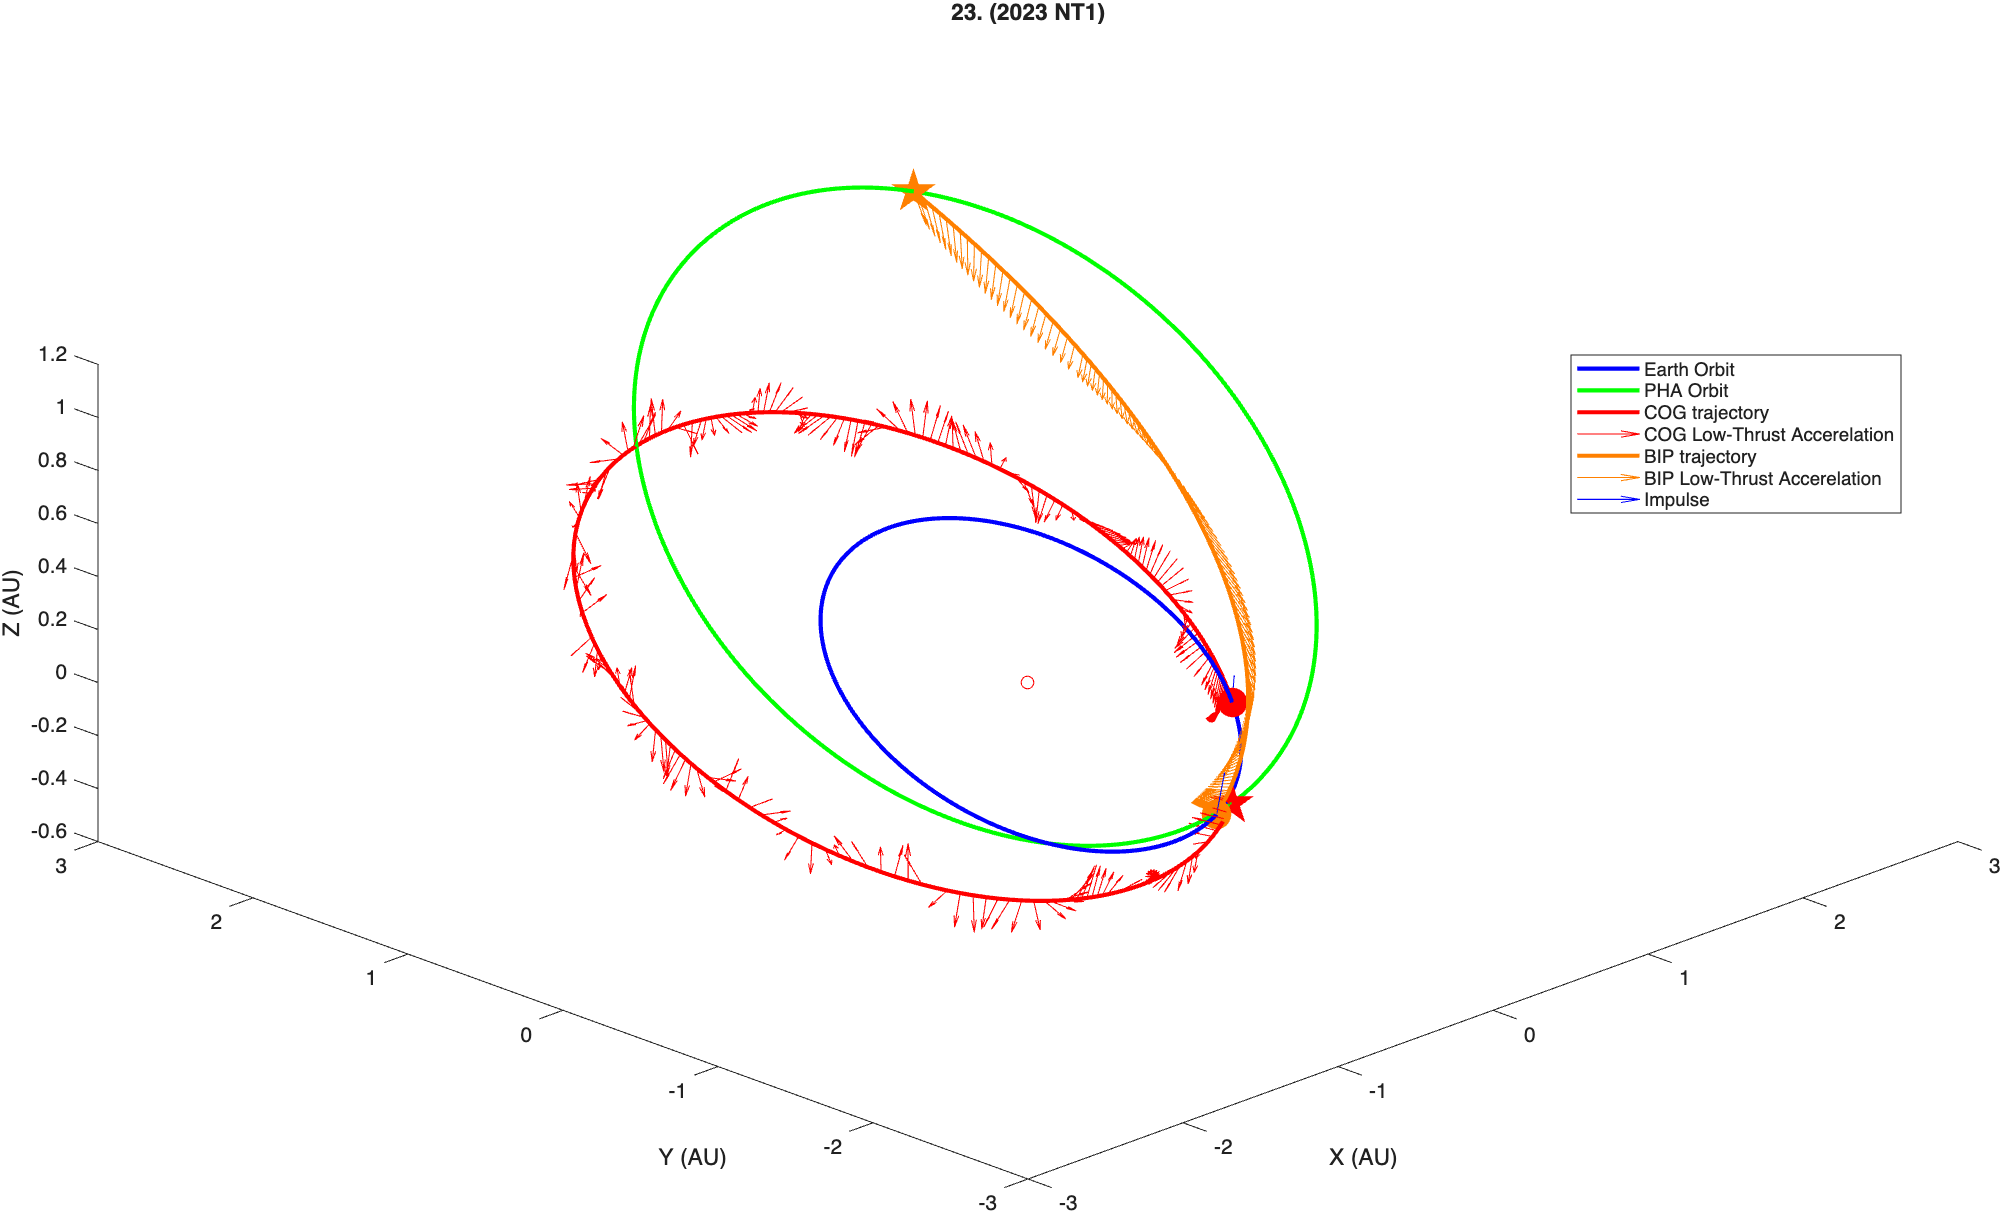 23. (2023 NT1)
Earth Orbit
PHA Orbit
COG trajectory
COG Low-Thrust Accerelation
BIP trajectory
BIP Low-Thrust Accerelation
Impulse
1.2
1
0.8
0.6
0.4
0.2
0
-0.2
-0.4
-0.6
Z (AU)
3
2
1
0
-1
-2
-3
Y (AU)
-3
-2
-1
0
1
2
3
X (AU)